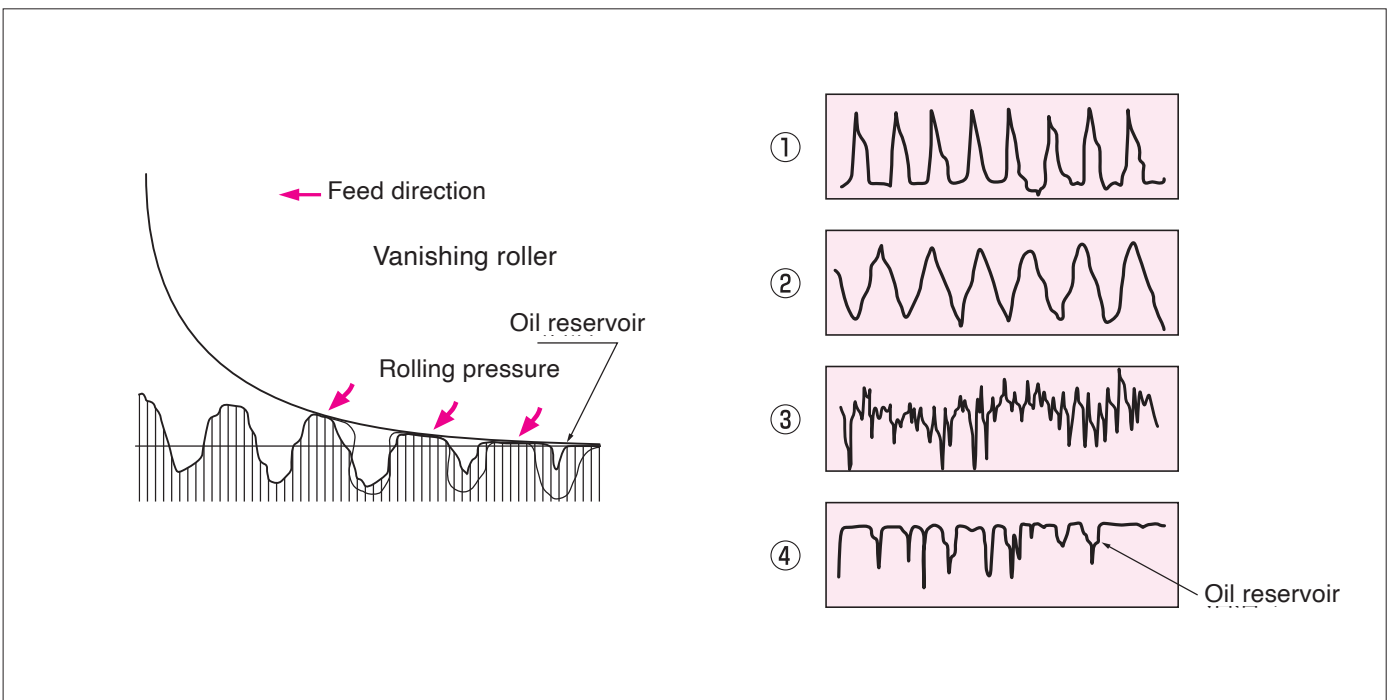 Feed direction
Vanishing roller
Oil reservoir
Rolling pressure
①
②
③
④
Oil reservoir